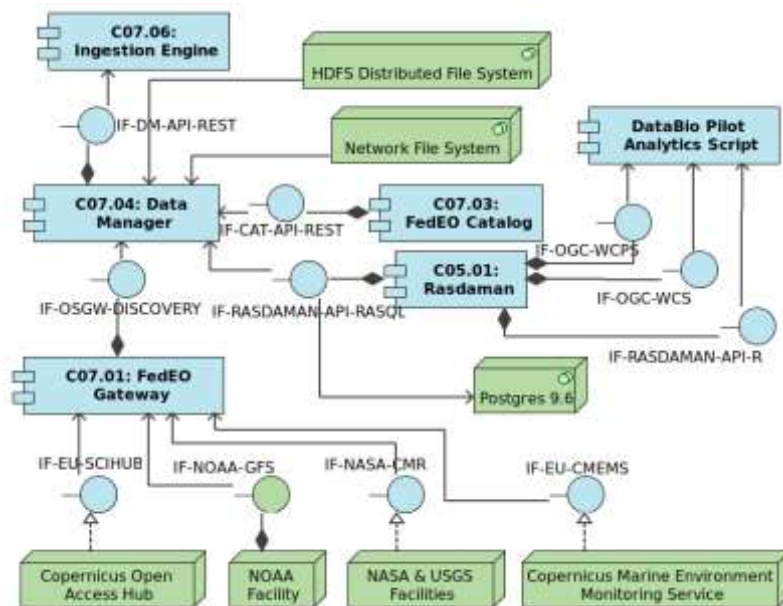 C07.06:
Ingestion Engine
HDFS Distributed File System
IF-DM-API-REST
Network File System
DataBio Pilot
Analytics Script
C07.04: Data
Manager
IF-CAT-API-REST
C07.03:
FedEO Catalog
IF-OGC-WCPS
C05.01:
Rasdaman
IF-OGC-WCS
IF-OSGW-DISCOVERY
IF-RASDAMAN-API-RASQL
IF-RASDAMAN-API-R
C07.01: FedEO
Gateway
Postgres 9.6
IF-EU-SCIHUB
IF-NOAA-GFS
IF-NASA-CMR
IF-EU-CMEMS
Copernicus Open
Access Hub
NOAA
Facility
NASA & USGS
Facilities
Copernicus Marine Environment
Monitoring Service